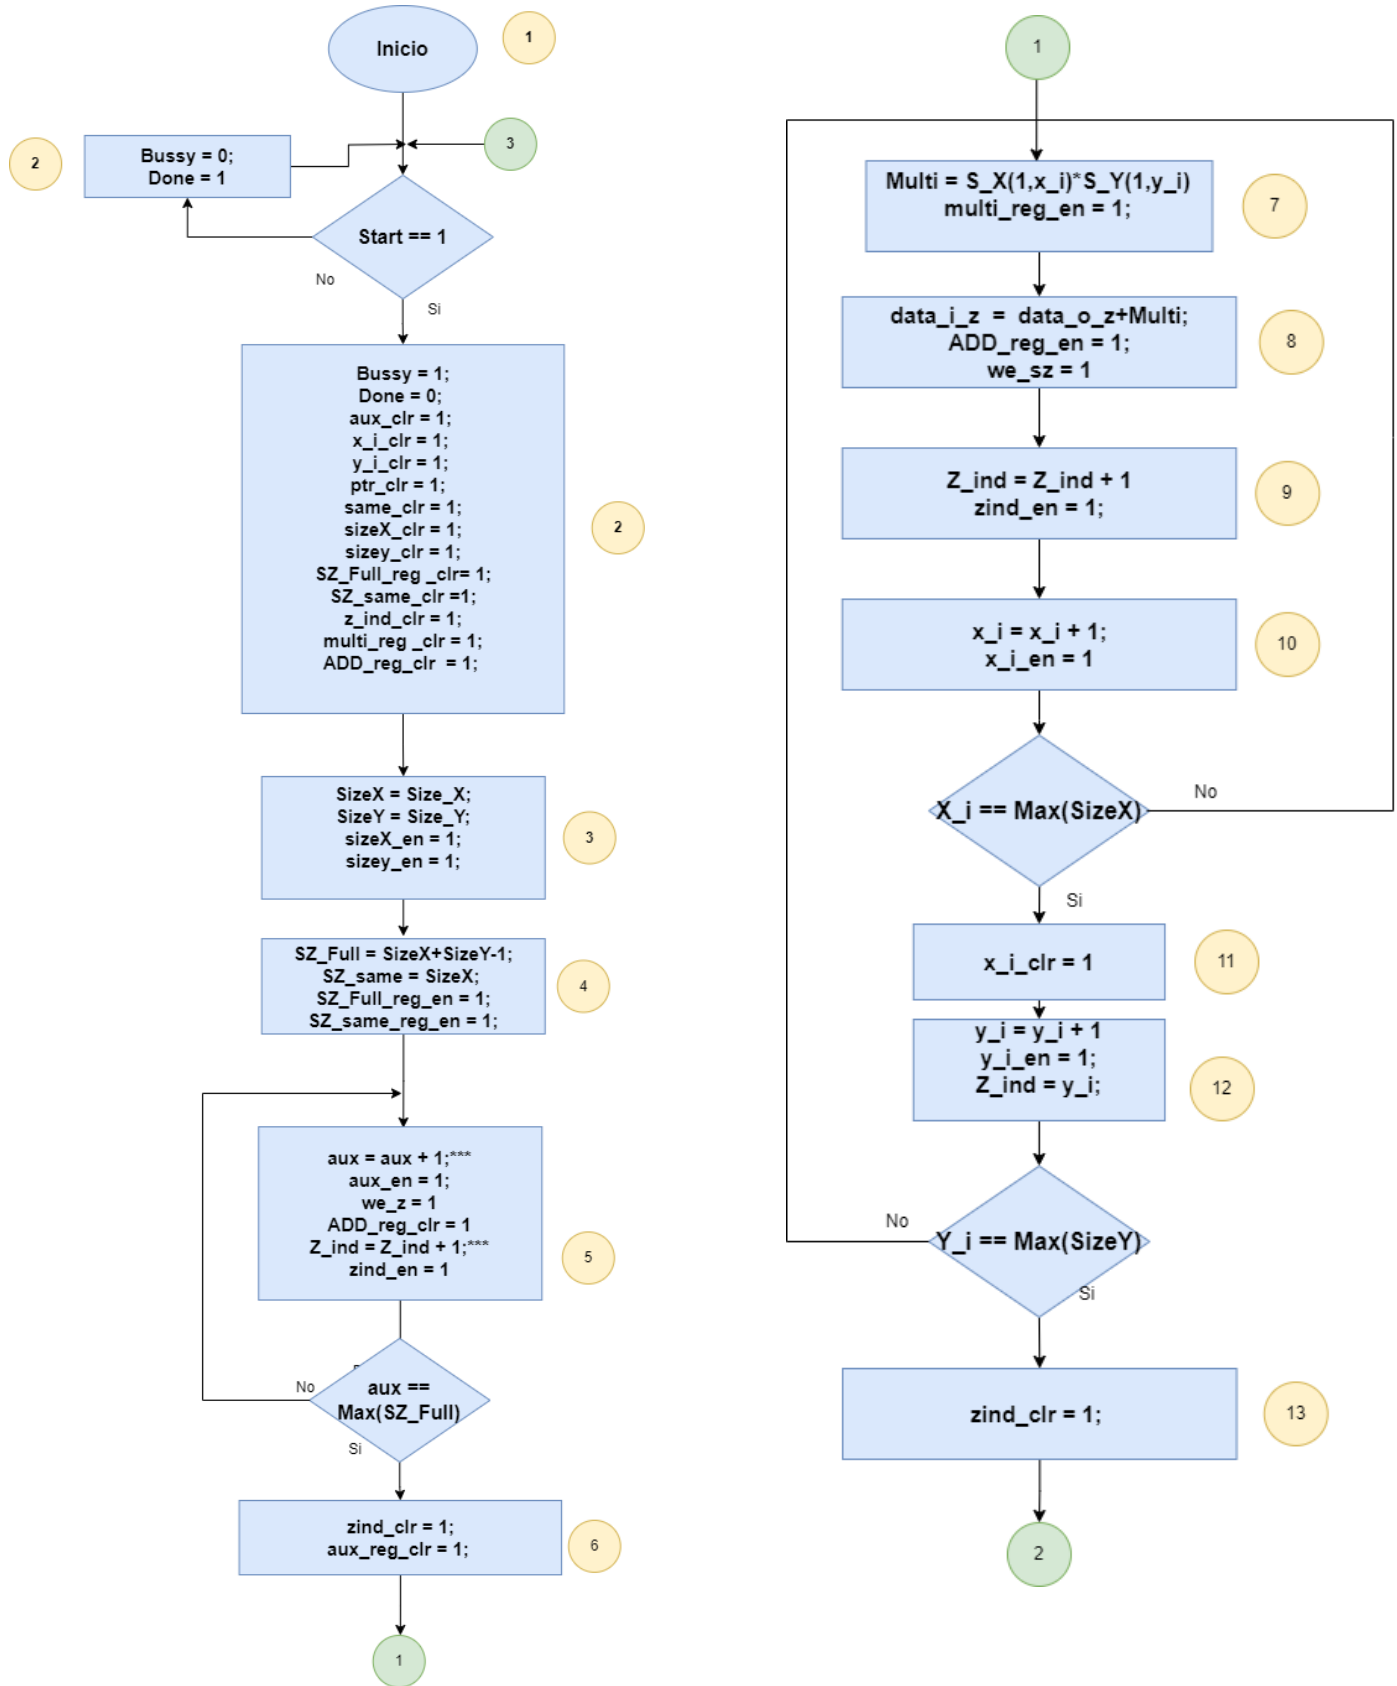 Inicio
1
3
2
Bussy = 0;
Done = 1
Start == 1
No
Si
Bussy = 1;
Done = 0;
aux_clr = 1;
x_i_clr = 1;
y_i_clr = 1;
ptr_clr = 1;
same_clr = 1;
sizeX_clr = 1;
sizey_clr = 1;
SZ_Full_reg _clr= 1;
SZ_same_clr =1;
z_ind_clr = 1;
multi_reg _clr = 1;
ADD_reg_clr  = 1;
2
SizeX = Size_X;
SizeY = Size_Y;
sizeX_en = 1;
sizey_en = 1;
3
SZ_Full = SizeX+SizeY-1;
SZ_same = SizeX;
SZ_Full_reg_en = 1;
SZ_same_reg_en = 1;
4
aux = aux + 1;***
aux_en = 1;
we_z = 1
ADD_reg_clr = 1
Z_ind = Z_ind + 1;***
zind_en = 1
5
No
aux ==
Max(SZ_Full)
Si
zind_clr = 1;
aux_reg_clr = 1;
6
1
1
Multi = S_X(1,x_i)*S_Y(1,y_i)
multi_reg_en = 1;
7
data_i_z  =  data_o_z+Multi;
ADD_reg_en = 1;
we_sz = 1
8
Z_ind = Z_ind + 1
zind_en = 1;
9
x_i = x_i + 1;
x_i_en = 1
10
X_i == Max(SizeX)
No
Si
x_i_clr = 1
11
y_i = y_i + 1
y_i_en = 1;
Z_ind = y_i;
12
No
Y_i == Max(SizeY)
Si
zind_clr = 1;
13
2